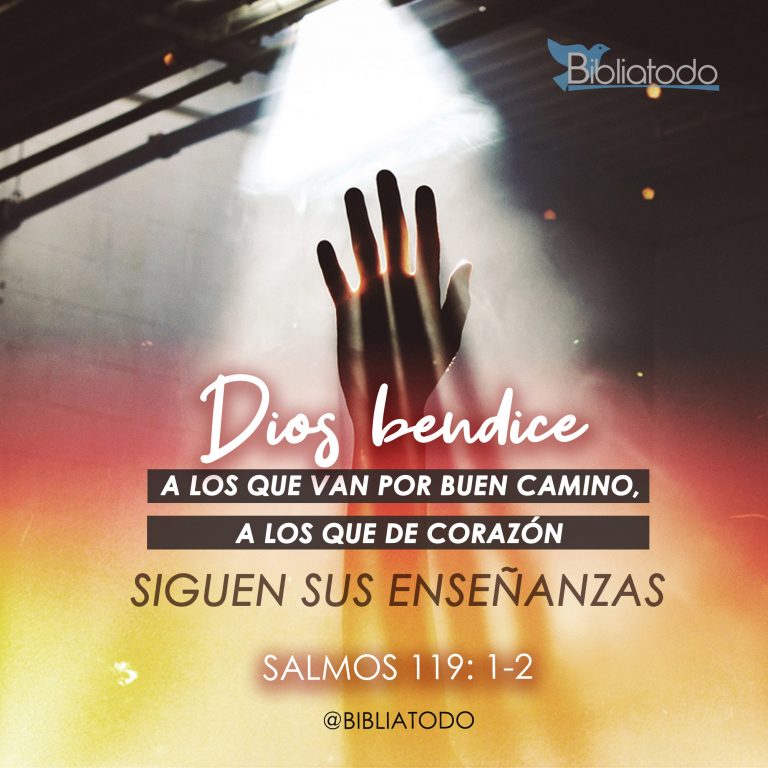 Bibliatodo
Dios bendice
A LOS QUE VAN POR BUEN CAMINO,
A LOS QUE DE CORAZÓN
SIGUEN SUS ENSEÑANZAS
SALMOS 119: 1-2
@BIBLIATODO